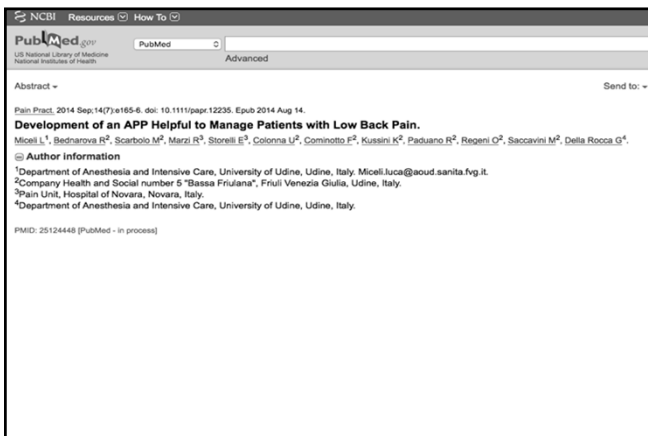 NCBI Resources How To
PubMed.gov
US National Library of Medicine
National Institutes of Health
PubMed
Advanced
Abstract
Send to:
Pain Pract. 2014 Sep;14(7):e165-6. doi: 10.1111/papr.12235. Epub 2014 Aug 14.
Development of an APP Helpful to Manage Patients with Low Back Pain.
Miceli L1, Bednarova R2, Scarbolo M2, Marzi R3, Storelli E3, Colonna U2, Cominotto F2, Kussini K2, Paduano R2, Regeni O2, Saccavini M2, Della Rocca G4.
Author information
1Department of Anesthesia and Intensive Care, University of Udine, Udine, Italy. Miceli.luca@aoud.sanita.fvg.it.
2Company Health and Social number 5 "Bassa Friulana", Friuli Venezia Giulia, Udine, Italy.
3Pain Unit, Hospital of Novara, Novara, Italy.
4Department of Anesthesia and Intensive Care, University of Udine, Udine, Italy.
PMID: 25124448 [PubMed - in process]